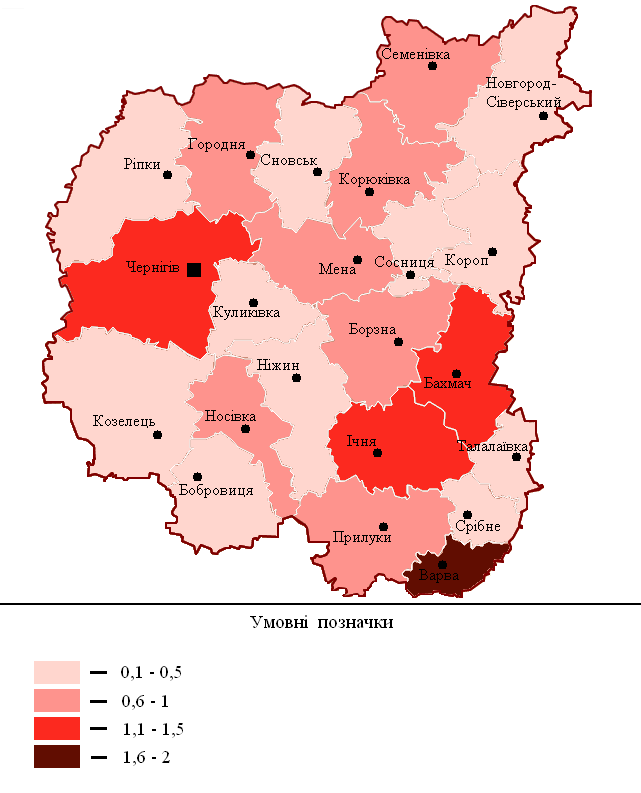 Семенівка
Новгород-
Сіверський
Городня
Сновськ
Ріпки
Корюківка
Чернігів
Мена
Сосниця
Короп
Куликівка
Борзна
Ніжин
Бахмач
Козелець
Носівка
Ічня
Талалаївка
Бобровиця
Срібне
Прилуки
Варва
Умовні позначки
0,1 - 0,5
0,6 - 1
1,1 - 1,5
1,6 - 2